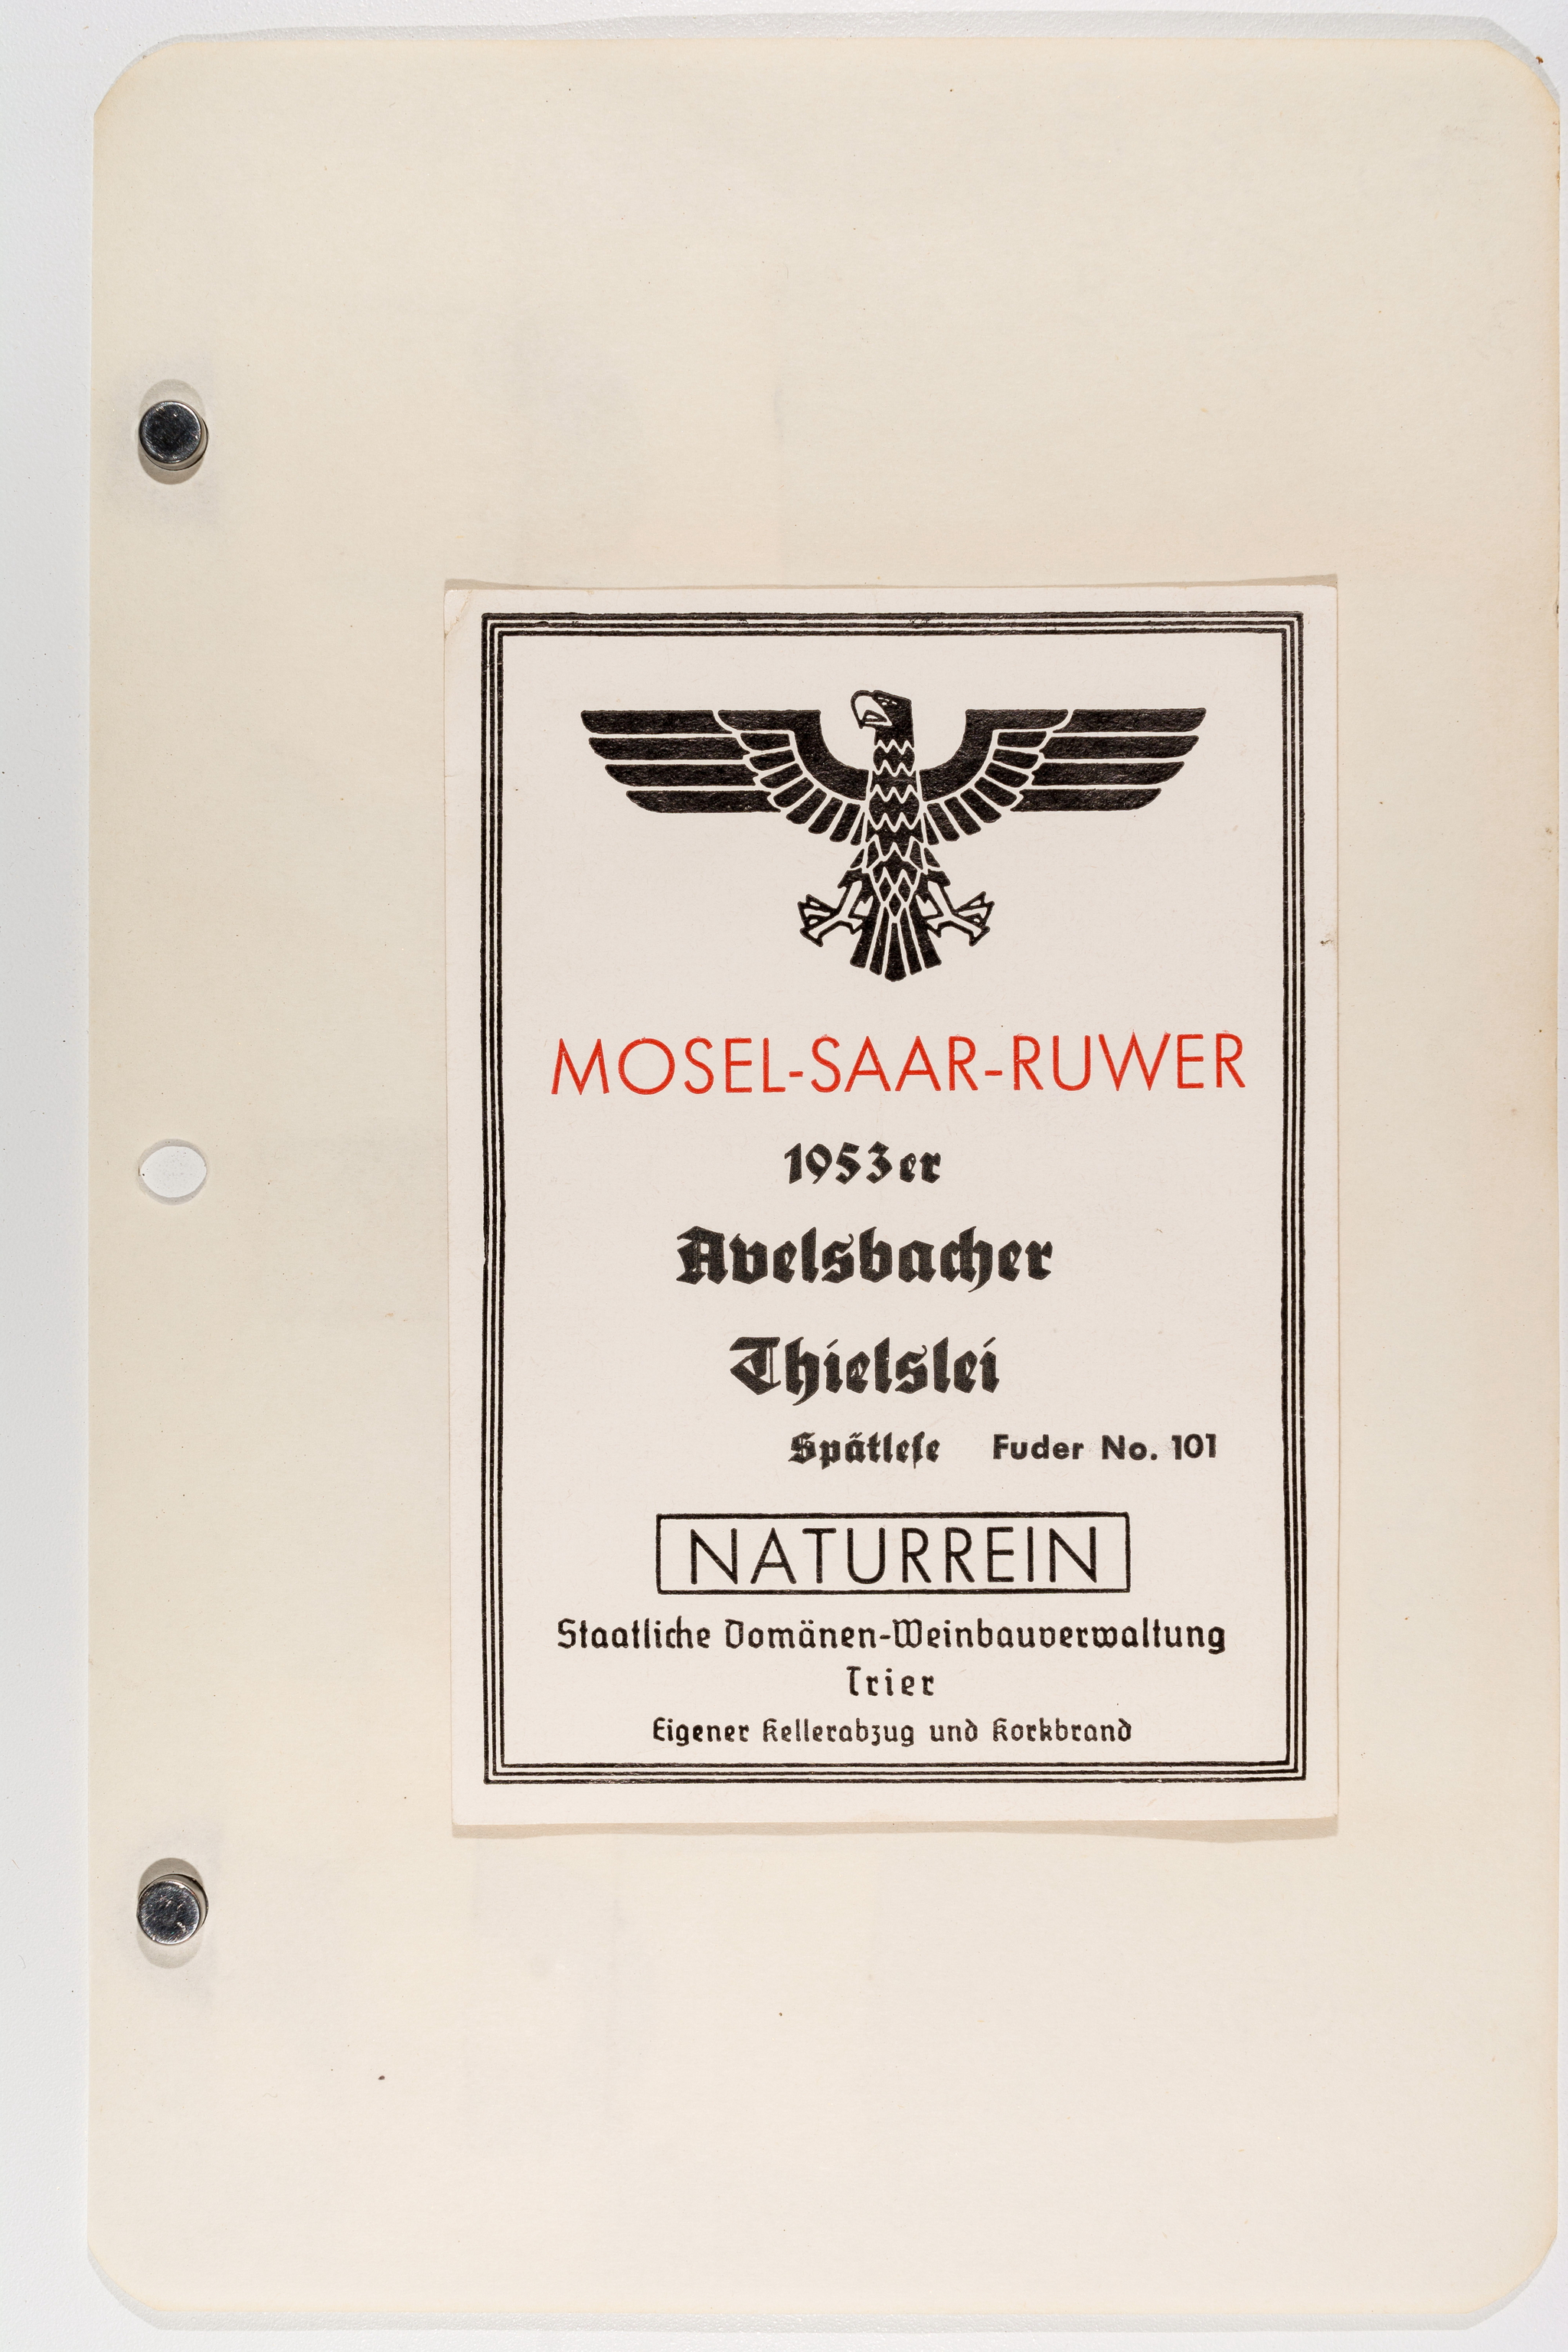 MOSEL-SAAR-RUWER
1953er
Avelsbacher
Thielslei
Spätlese Fuder No. 101
NATURREIN
Staatliche Domänen-Weinbauverwaltung
Trier
Eigener Kellerabzug und Korkbrand